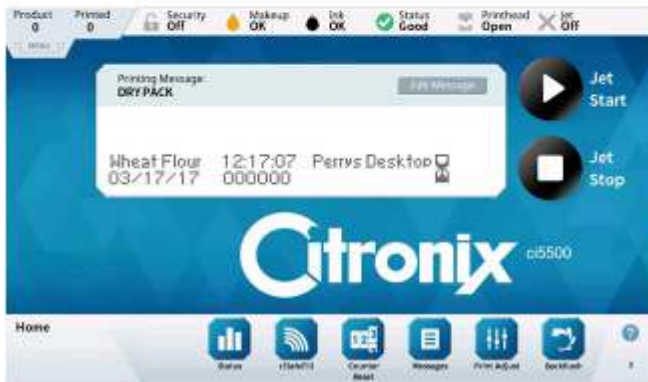 Product
0
Printed
0
Security
Off
Makeup
OK
Ink
OK
Status
Good
Printhead
Open
Jet
Off
Printing Message:
DRY PACK
Edit Message
Jet
Start
Wheat Flour 12:17:07 Perrys Desktop
03/17/17 000000
Jet
Stop
Citronix ci5500
Home
Status
Counter
Reset
Messages
Print Adjust
Backflush
?